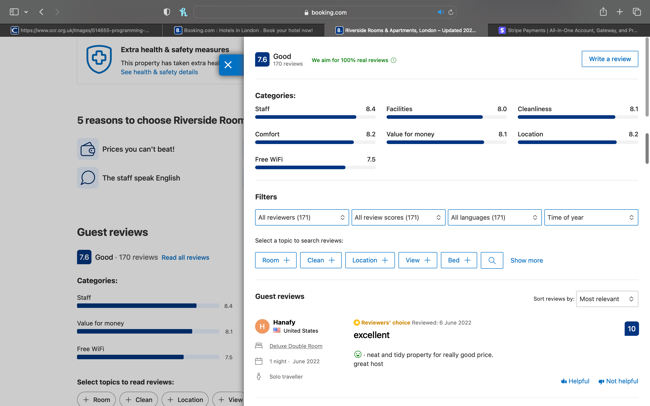 booking.com
https://www.ocr.org.uk/Images/514655-programming-...
Booking.com : Hotels in London . Book your hotel now!
Riverside Rooms & Apartments, London – Updated 202...
Stripe Payments | All-in-One Account, Gateway, and Pr...
Extra health & safety measures
This property has taken extra hea
See health & safety details
5 reasons to choose Riverside Room
Prices you can't beat!
The staff speak English
Guest reviews
7.6 Good · 170 reviews Read all reviews
Categories:
Staff
8.4
Value for money
8.1
Free WiFi
7.5
Select topics to read reviews:
+ Room + Clean + Location + View
7.6 Good
170 reviews
We aim for 100% real reviews
Write a review
Categories:
Staff 8.4 Facilities 8.0 Cleanliness 8.1
Comfort 8.2 Value for money 8.1 Location 8.2
Free WiFi 7.5
Filters
All reviewers (171) All review scores (171) All languages (171) Time of year
Select a topic to search reviews:
Room + Clean + Location + View + Bed + Show more
Guest reviews
Sort reviews by: Most relevant
H Hanafy
United States
Deluxe Double Room
1 night · June 2022
Solo traveller
Reviewers' choice Reviewed: 6 June 2022
excellent
10
· neat and tidy property for really good price.
great host
Helpful Not helpful